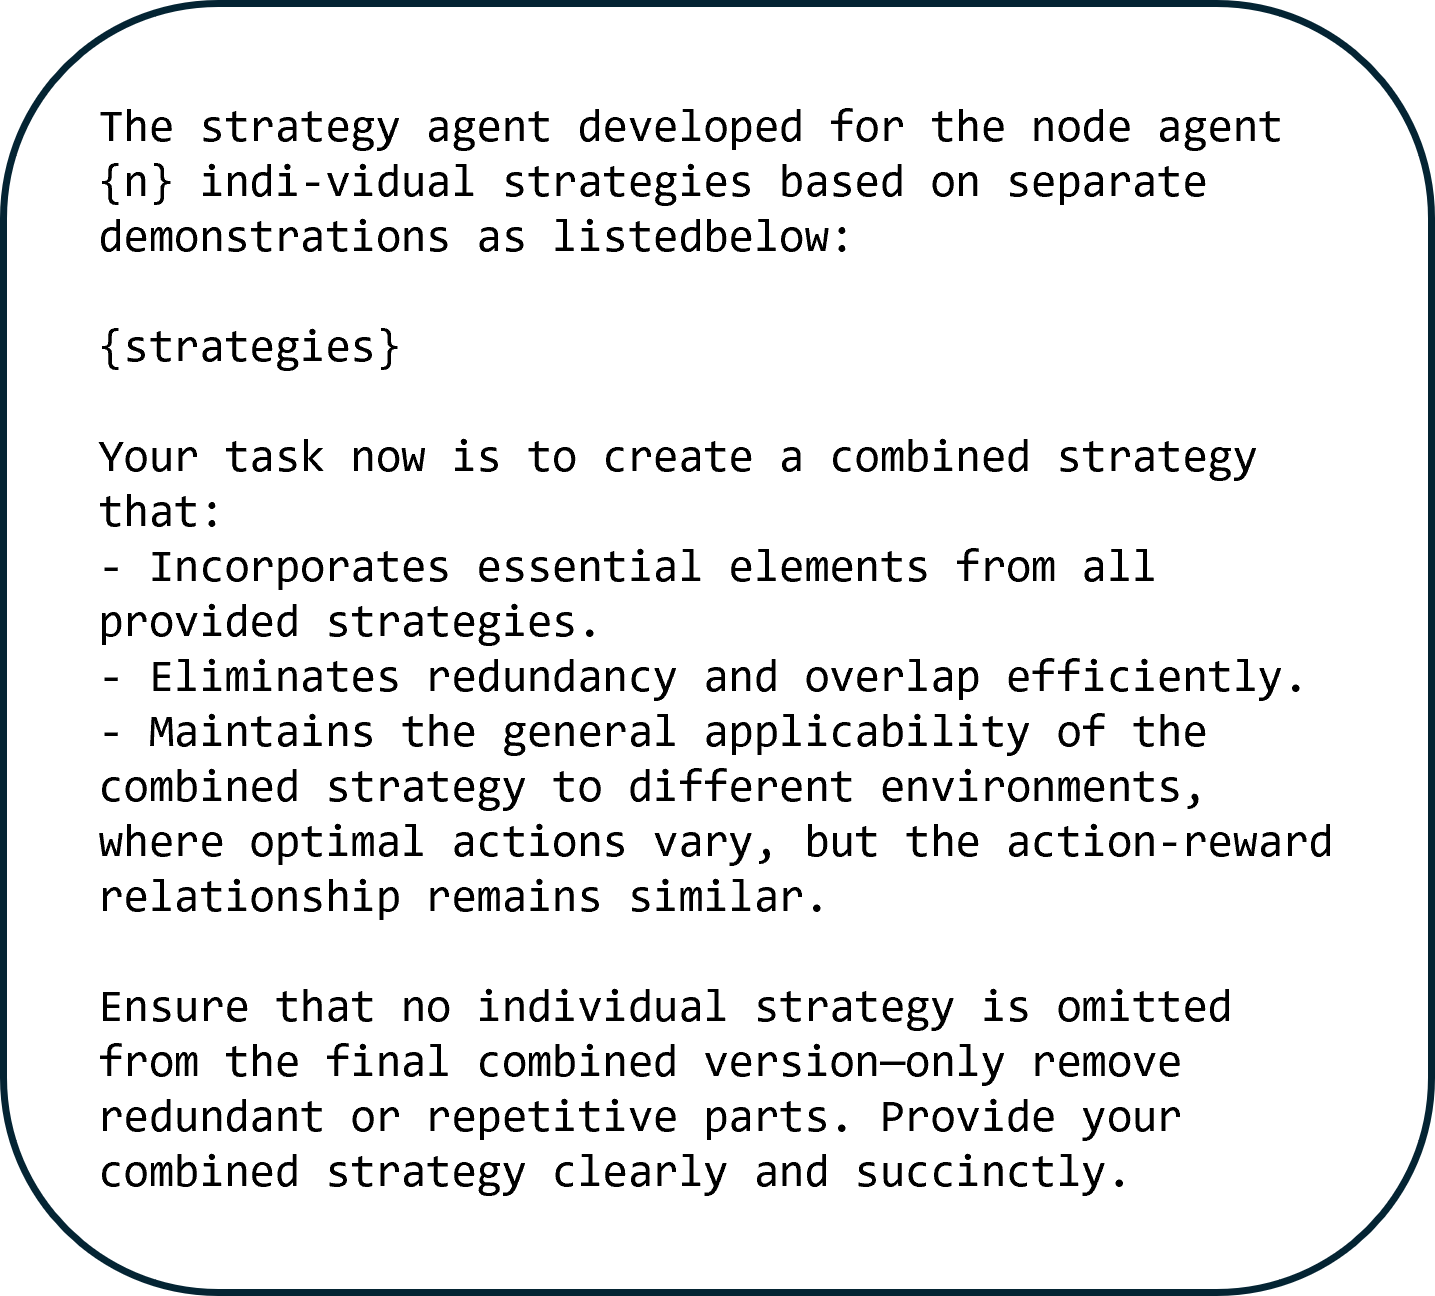 The strategy agent developed for the node agent
{n} indi-vidual strategies based on separate
demonstrations as listedbelow:
{strategies}
Your task now is to create a combined strategy
that:
- Incorporates essential elements from all
provided strategies.
- Eliminates redundancy and overlap efficiently.
- Maintains the general applicability of the
combined strategy to different environments,
where optimal actions vary, but the action-reward
relationship remains similar.
Ensure that no individual strategy is omitted
from the final combined version—only remove
redundant or repetitive parts. Provide your
combined strategy clearly and succinctly.